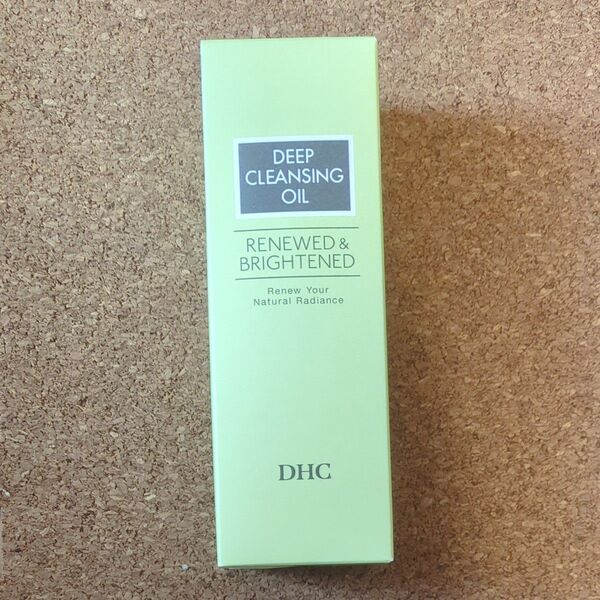 DEEP
CLEANSING
OIL
RENEWED &
BRIGHTENED
Renew Your
Natural Radiance
DHC